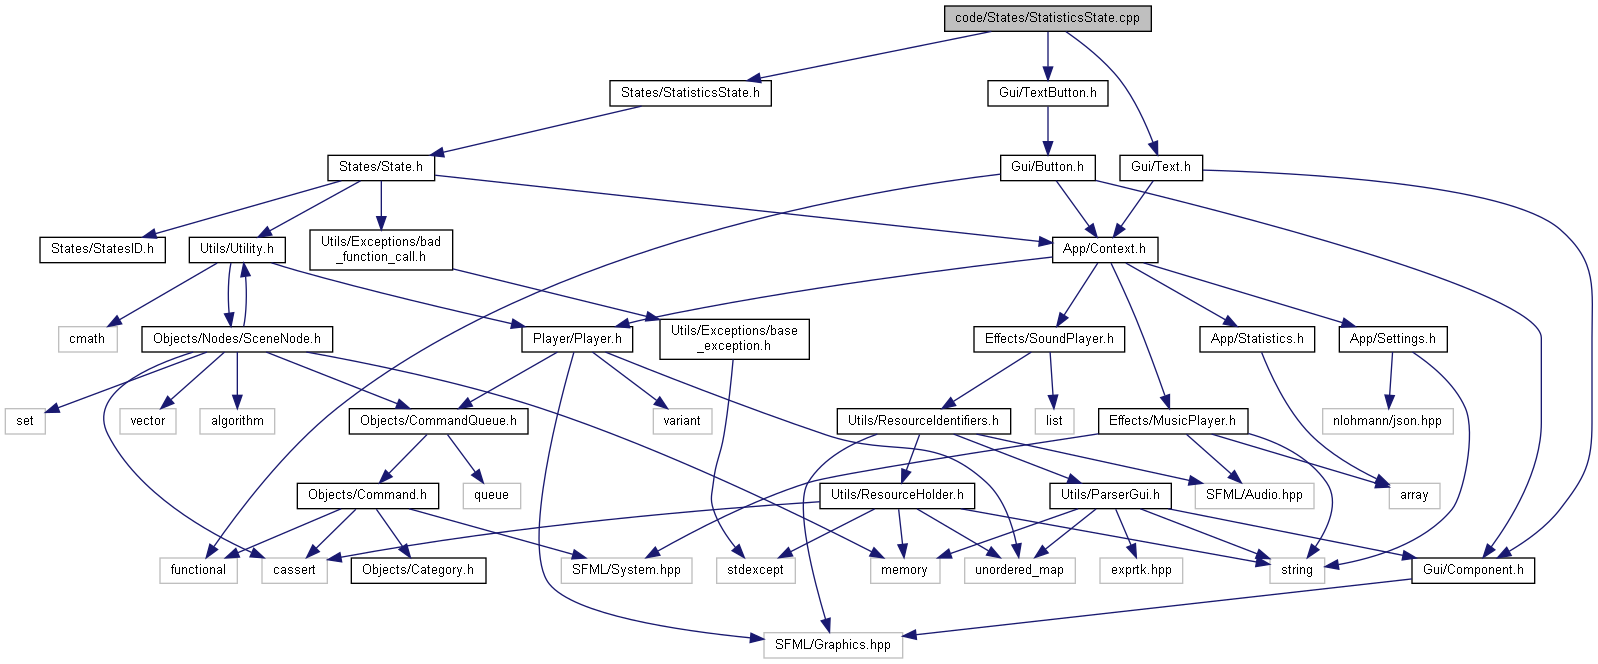 code/States/StatisticsState.cpp
States/StatisticsState.h
Gui/TextButton.h
States/State.h
Gui/Button.h
Gui/Text.h
States/StatesID.h
Utils/Utility.h
Utils/Exceptions/bad
_function_call.h
App/Context.h
cmath
Objects/Nodes/SceneNode.h
Player/Player.h
Utils/Exceptions/base
_exception.h
Effects/SoundPlayer.h
App/Statistics.h
App/Settings.h
set
vector
algorithm
Objects/CommandQueue.h
variant
Utils/ResourceIdentifiers.h
list
Effects/MusicPlayer.h
nlohmann/json.hpp
Objects/Command.h
queue
Utils/ResourceHolder.h
Utils/ParserGui.h
SFML/Audio.hpp
array
functional
cassert
Objects/Category.h
SFML/System.hpp
stdexcept
memory
unordered_map
exprtk.hpp
string
Gui/Component.h
SFML/Graphics.hpp